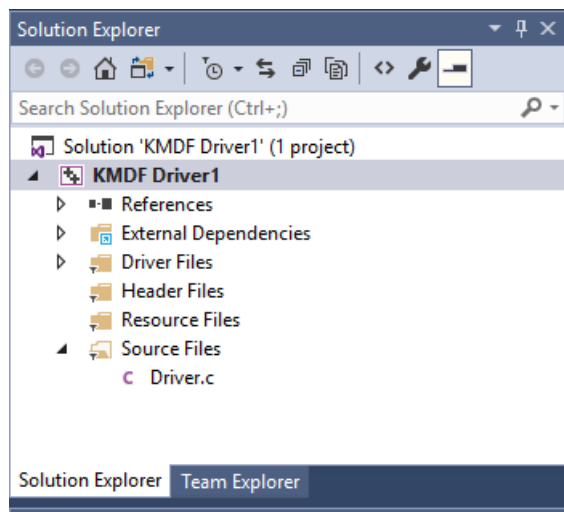 Solution Explorer
Search Solution Explorer (Ctrl+;)
Solution 'KMDF Driver1' (1 project)
KMDF Driver1
References
External Dependencies
Driver Files
Header Files
Resource Files
Source Files
C Driver.c
Solution Explorer Team Explorer